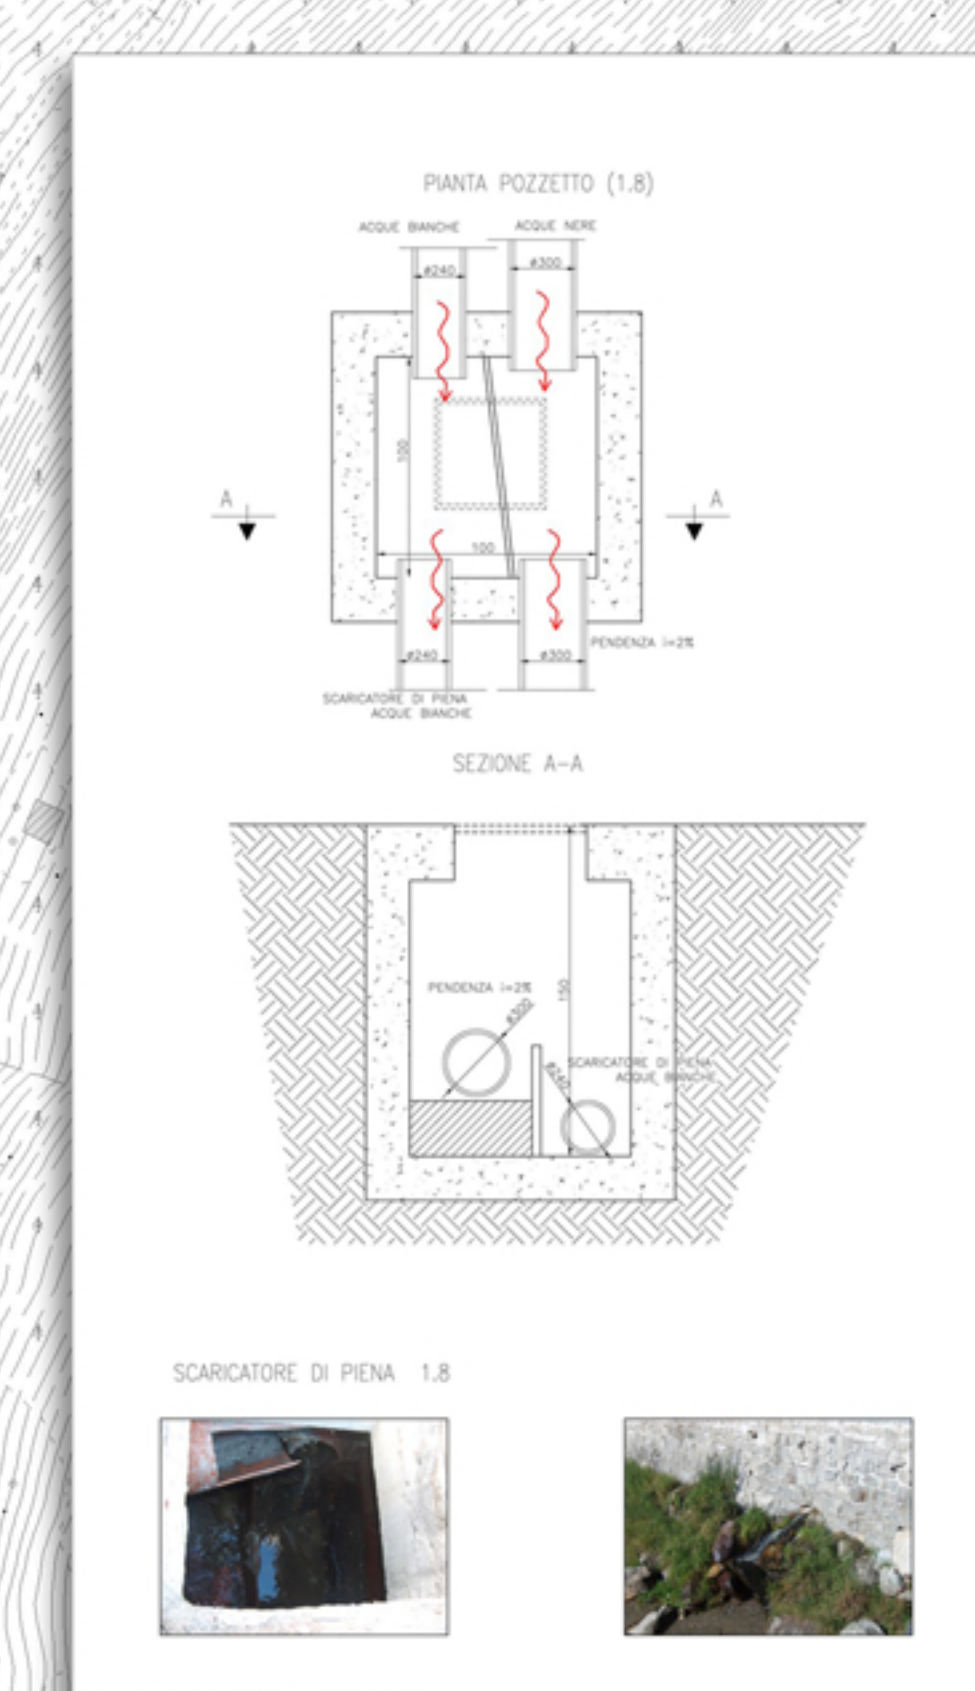 PIANTA POZZETTO (1.8)
ACQUE BIANCHE
ACQUE NERE
ø240
ø300
100
A
A
100
PENDENZA i=2%
ø240
ø300
SCARICATORE DI PIENA
ACQUE BIANCHE
SEZIONE A-A
PENDENZA i=2%
ø300
150
ø240
SCARICATORE DI PIENA
ACQUE BIANCHE
SCARICATORE DI PIENA 1.8